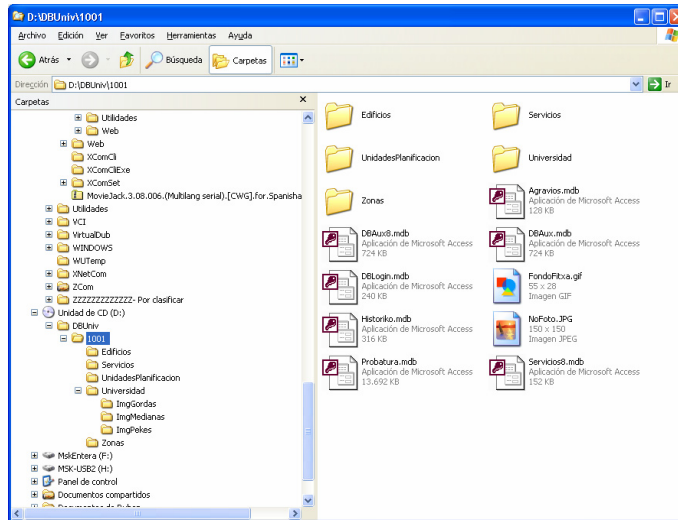 D:\DBUniv\1001
Archivo Edición Ver Favoritos Herramientas Ayuda
Atrás Búsqueda Carpetas
Dirección D:\DBUniv\1001 Ir
Carpetas
Utilidades
Web
Web
XComCli
XComCliExe
XComSet
MovieJack.3.08.006.(Multilang serial).[CWG].for.Spanisha
Utilidades
VCI
VirtualDub
WINDOWS
WUTemp
XNetCom
ZCom
ZZZZZZZZZZZZZ- Por clasificar
Unidad de CD (D:)
DBUniv
1001
Edificios
Servicios
UnidadesPlanificacion
Universidad
ImgGordas
ImgMedianas
ImgPekes
Zonas
MskEntera (F:)
MSK-USB2 (H:)
Panel de control
Documentos compartidos
Edificios
Servicios
UnidadesPlanificacion
Universidad
Zonas
Agravios.mdb
Aplicación de Microsoft Access
128 KB
DBAux8.mdb
Aplicación de Microsoft Access
724 KB
DBAux.mdb
Aplicación de Microsoft Access
724 KB
DBLogin.mdb
Aplicación de Microsoft Access
240 KB
FondoFitxa.gif
55 x 28
Imagen GIF
Historiko.mdb
Aplicación de Microsoft Access
316 KB
NoFoto.JPG
150 x 150
Imagen JPEG
Probatura.mdb
Aplicación de Microsoft Access
13.692 KB
Servicios8.mdb
Aplicación de Microsoft Access
152 KB